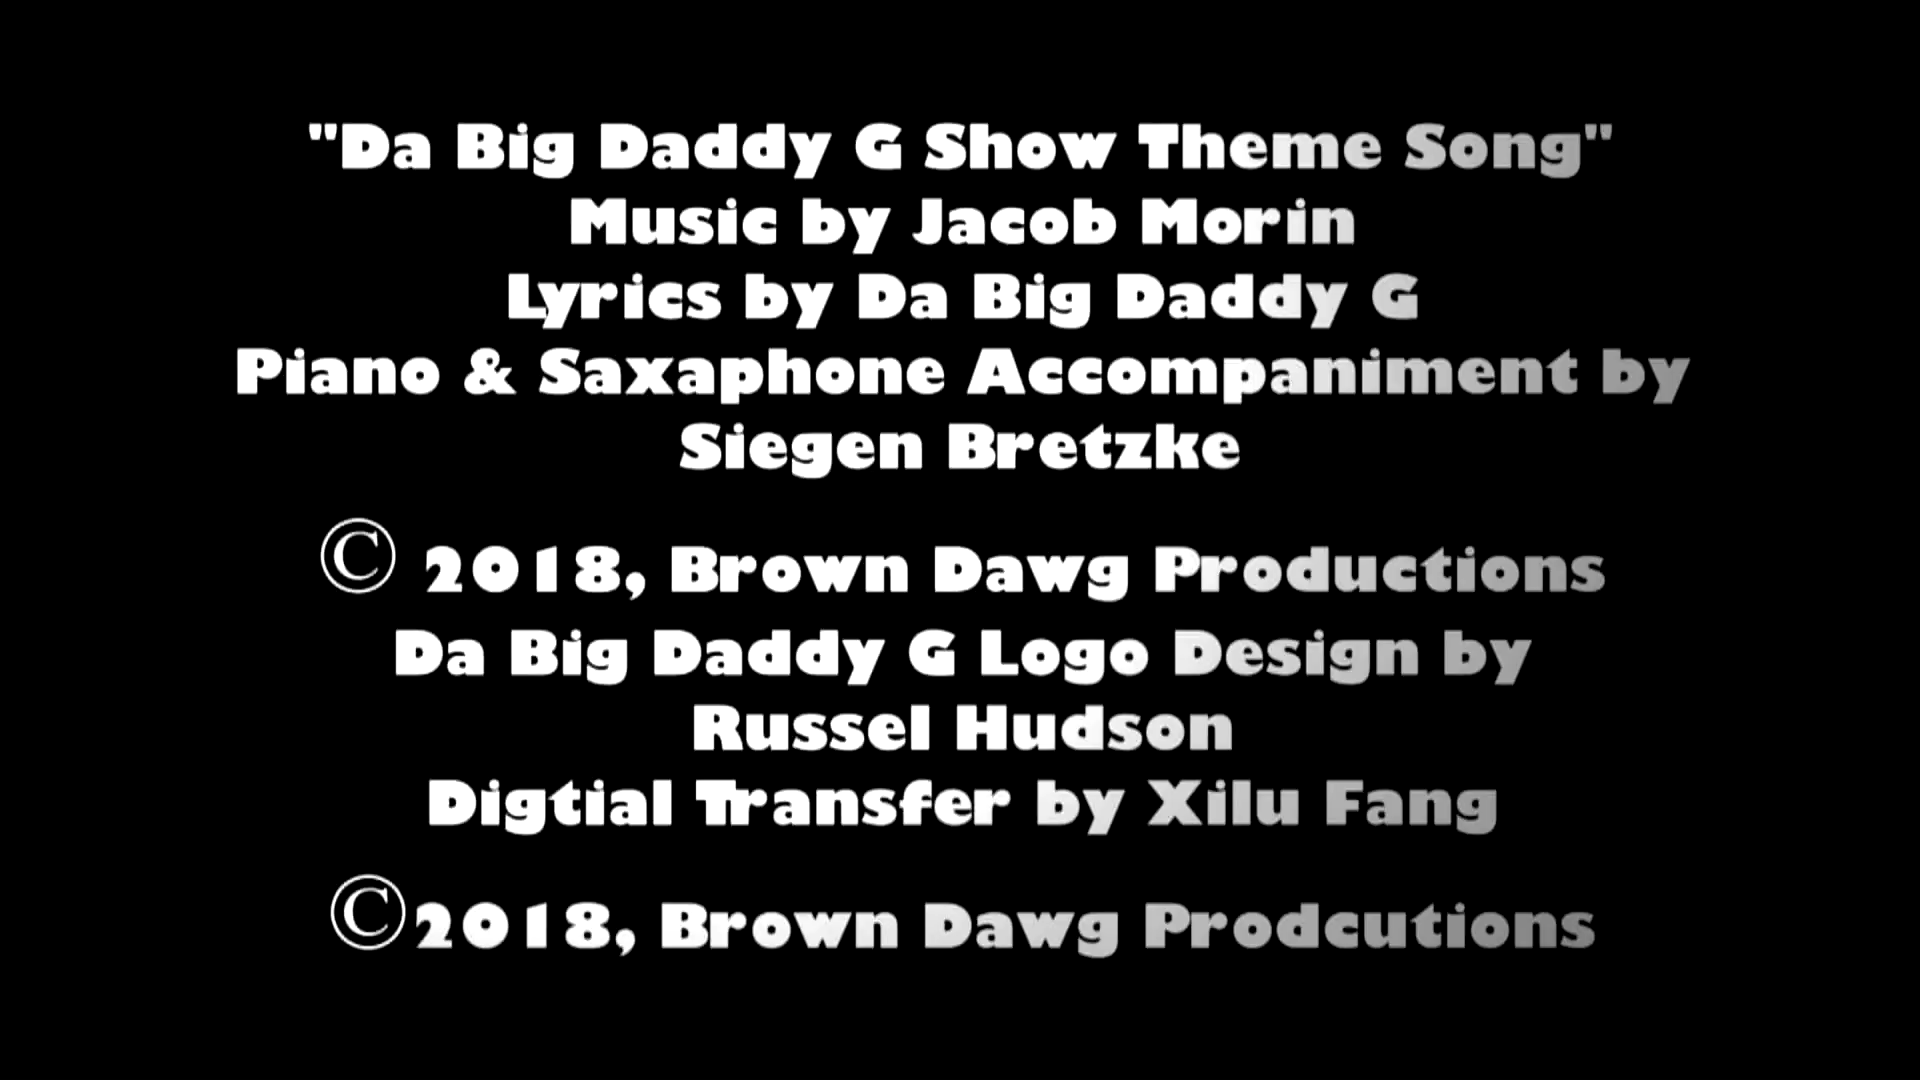 "Da Big Daddy G Show Theme Song"
Music by Jacob Morin
Lyrics by Da Big Daddy G
Piano & Saxaphone Accompaniment by
Siegen Bretzke
© 2018, Brown Dawg Productions
Da Big Daddy G Logo Design by
Russel Hudson
Digtial Transfer by Xilu Fang
©2018, Brown Dawg Prodcutions